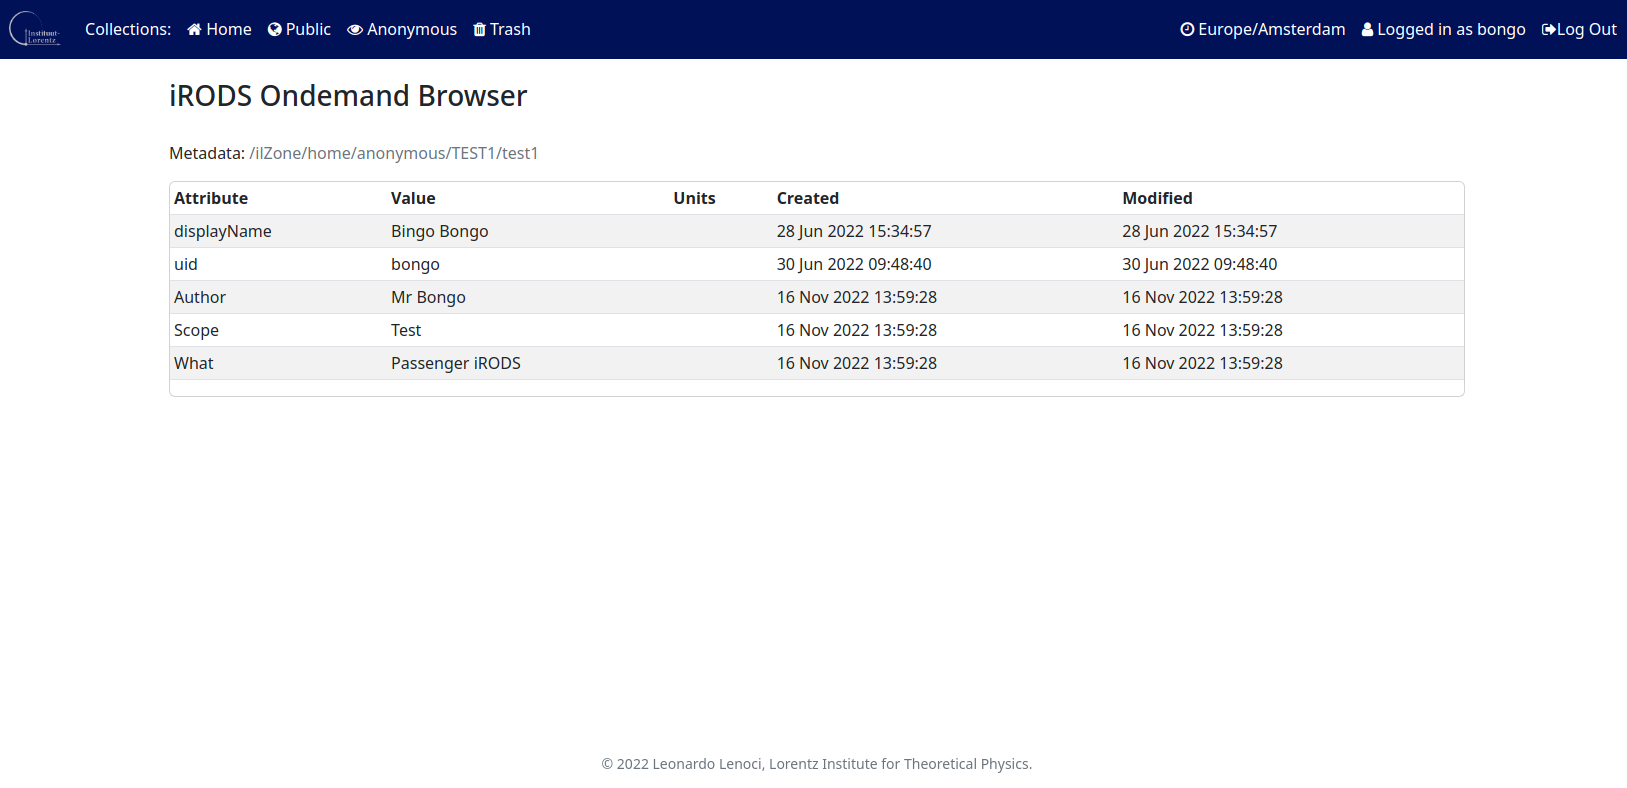 Instituut-
Lorentz
Collections: Home Public Anonymous Trash Europe/Amsterdam Logged in as bongo Log Out
iRODS Ondemand Browser
Metadata: /ilZone/home/anonymous/TEST1/test1
Attribute Value Units Created Modified
displayName Bingo Bongo 28 Jun 2022 15:34:57 28 Jun 2022 15:34:57
uid bongo 30 Jun 2022 09:48:40 30 Jun 2022 09:48:40
Author Mr Bongo 16 Nov 2022 13:59:28 16 Nov 2022 13:59:28
Scope Test 16 Nov 2022 13:59:28 16 Nov 2022 13:59:28
What Passenger iRODS 16 Nov 2022 13:59:28 16 Nov 2022 13:59:28
© 2022 Leonardo Lenoci, Lorentz Institute for Theoretical Physics.